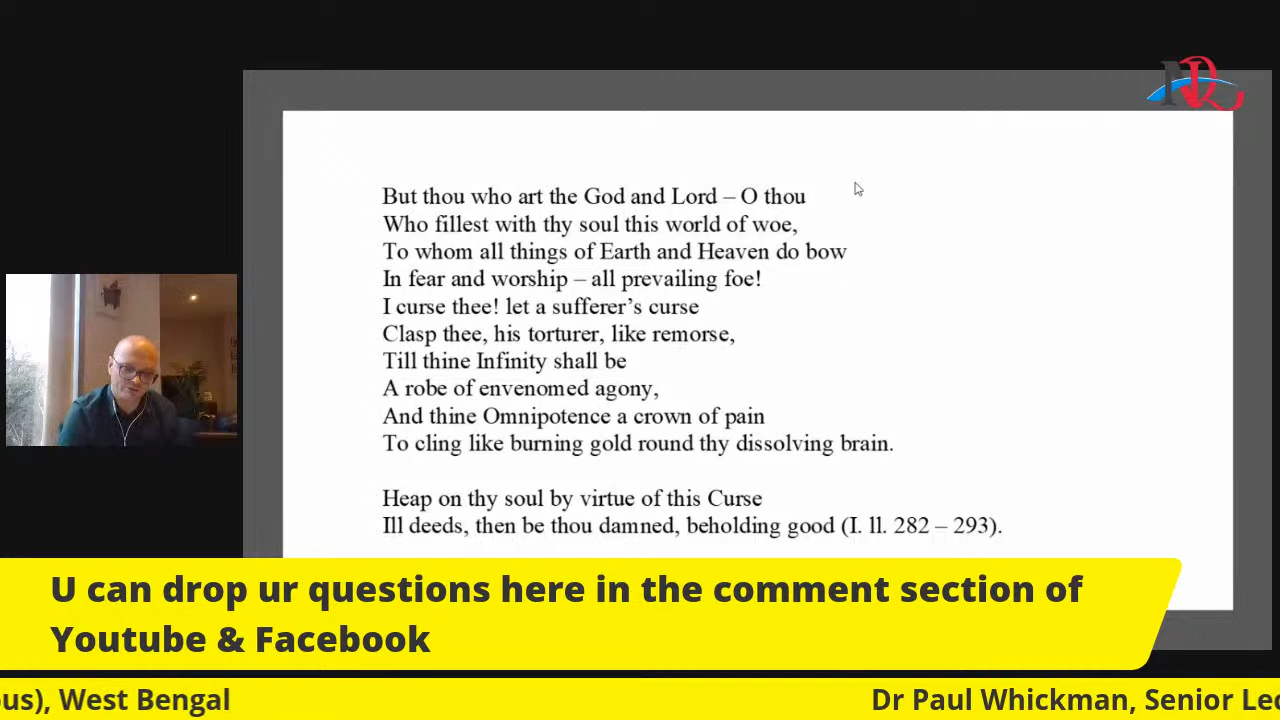 But thou who art the God and Lord – O thou
Who fillest with thy soul this world of woe,
To whom all things of Earth and Heaven do bow
In fear and worship – all prevailing foe!
I curse thee! let a sufferer’s curse
Clasp thee, his torturer, like remorse,
Till thine Infinity shall be
A robe of envenomed agony,
And thine Omnipotence a crown of pain
To cling like burning gold round thy dissolving brain.
Heap on thy soul by virtue of this Curse
Ill deeds, then be thou damned, beholding good (I. ll. 282 – 293).
U can drop ur questions here in the comment section of
Youtube & Facebook
pus), West Bengal
Dr Paul Whickman, Senior Lec